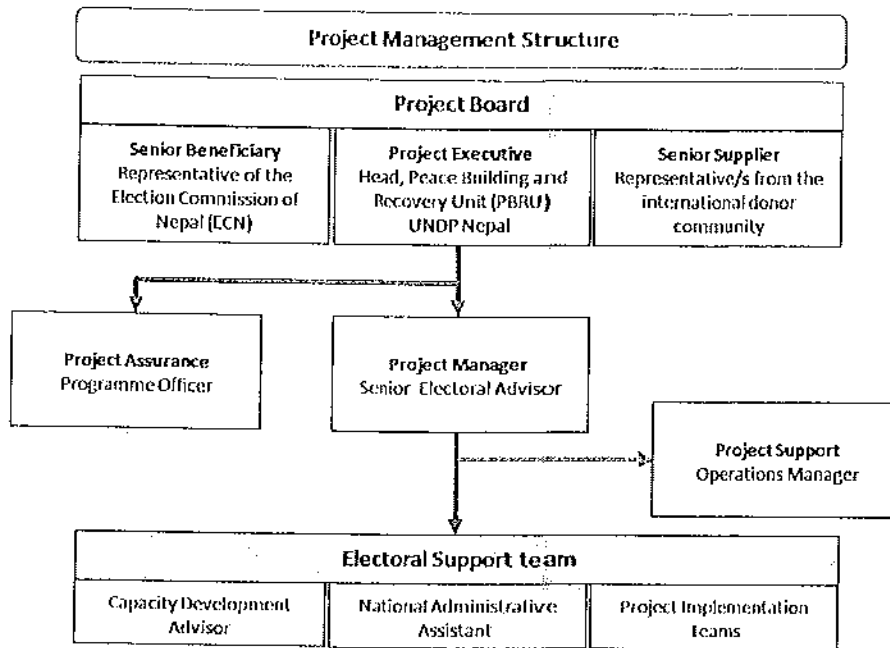 Project Management Structure
Project Board
Senior Beneficiary
Representative of the
Election Commission of
Nepal (ECN)
Project Executive
Head, Peace Building and
Recovery Unit (PBRU)
UNDP Nepal
Senior Supplier
Representative/s from the
international donor
community
Project Assurance
Programme Officer
Project Manager
Senior Electoral Advisor
Project Support
Operations Manager
Electoral Support team
Capacity Development
Advisor
National Administrative
Assistant
Project Implementation
Teams